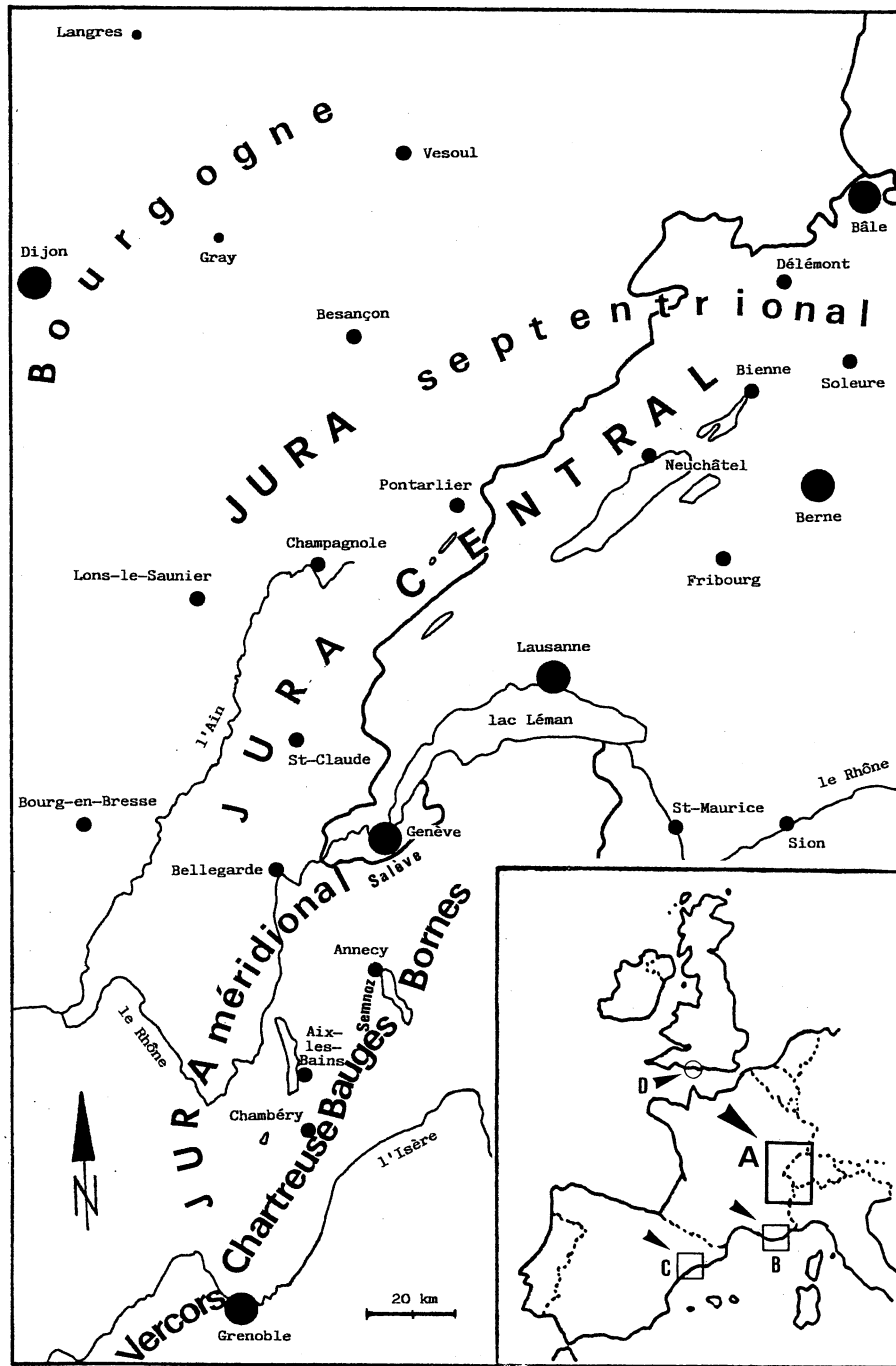 Langres
Vesoul
Bourgogne
Gray
Dijon
Bâle
Délémont
Besançon
JURA septentrional
Bienne
Soleure
Neuchâtel
Pontarlier
Berne
JURA CENTRAL
Champagnole
Fribourg
Lons-le-Saunier
Lausanne
lac Léman
l'Ain
St-Claude
le Rhône
Bourg-en-Bresse
St-Maurice
Sion
Genève
Salève
Bellegarde
JURA méridional
Annecy
Semnoz
Bornes
le Rhône
Aix-
les-
Bains
Bauges
Chambéry
l'Isère
Chartreuse
N
Vercors
Grenoble
20 km
D
A
C
B